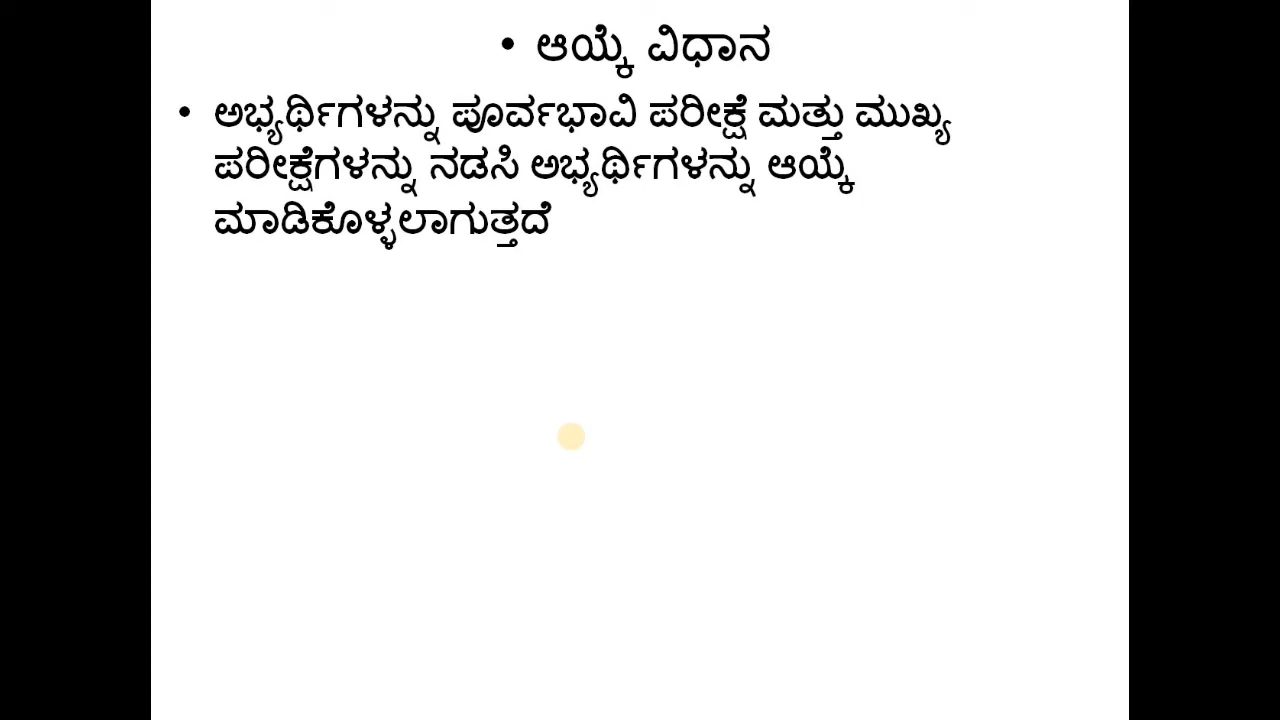 • ಆಯ್ಕೆ ವಿಧಾನ
• ಅಭ್ಯರ್ಥಿಗಳನ್ನು ಪೂರ್ವಭಾವಿ ಪರೀಕ್ಷೆ ಮತ್ತು ಮುಖ್ಯ
ಪರೀಕ್ಷೆಗಳನ್ನು ನಡಸಿ ಅಭ್ಯರ್ಥಿಗಳನ್ನು ಆಯ್ಕೆ
ಮಾಡಿಕೊಳ್ಳಲಾಗುತ್ತದೆ